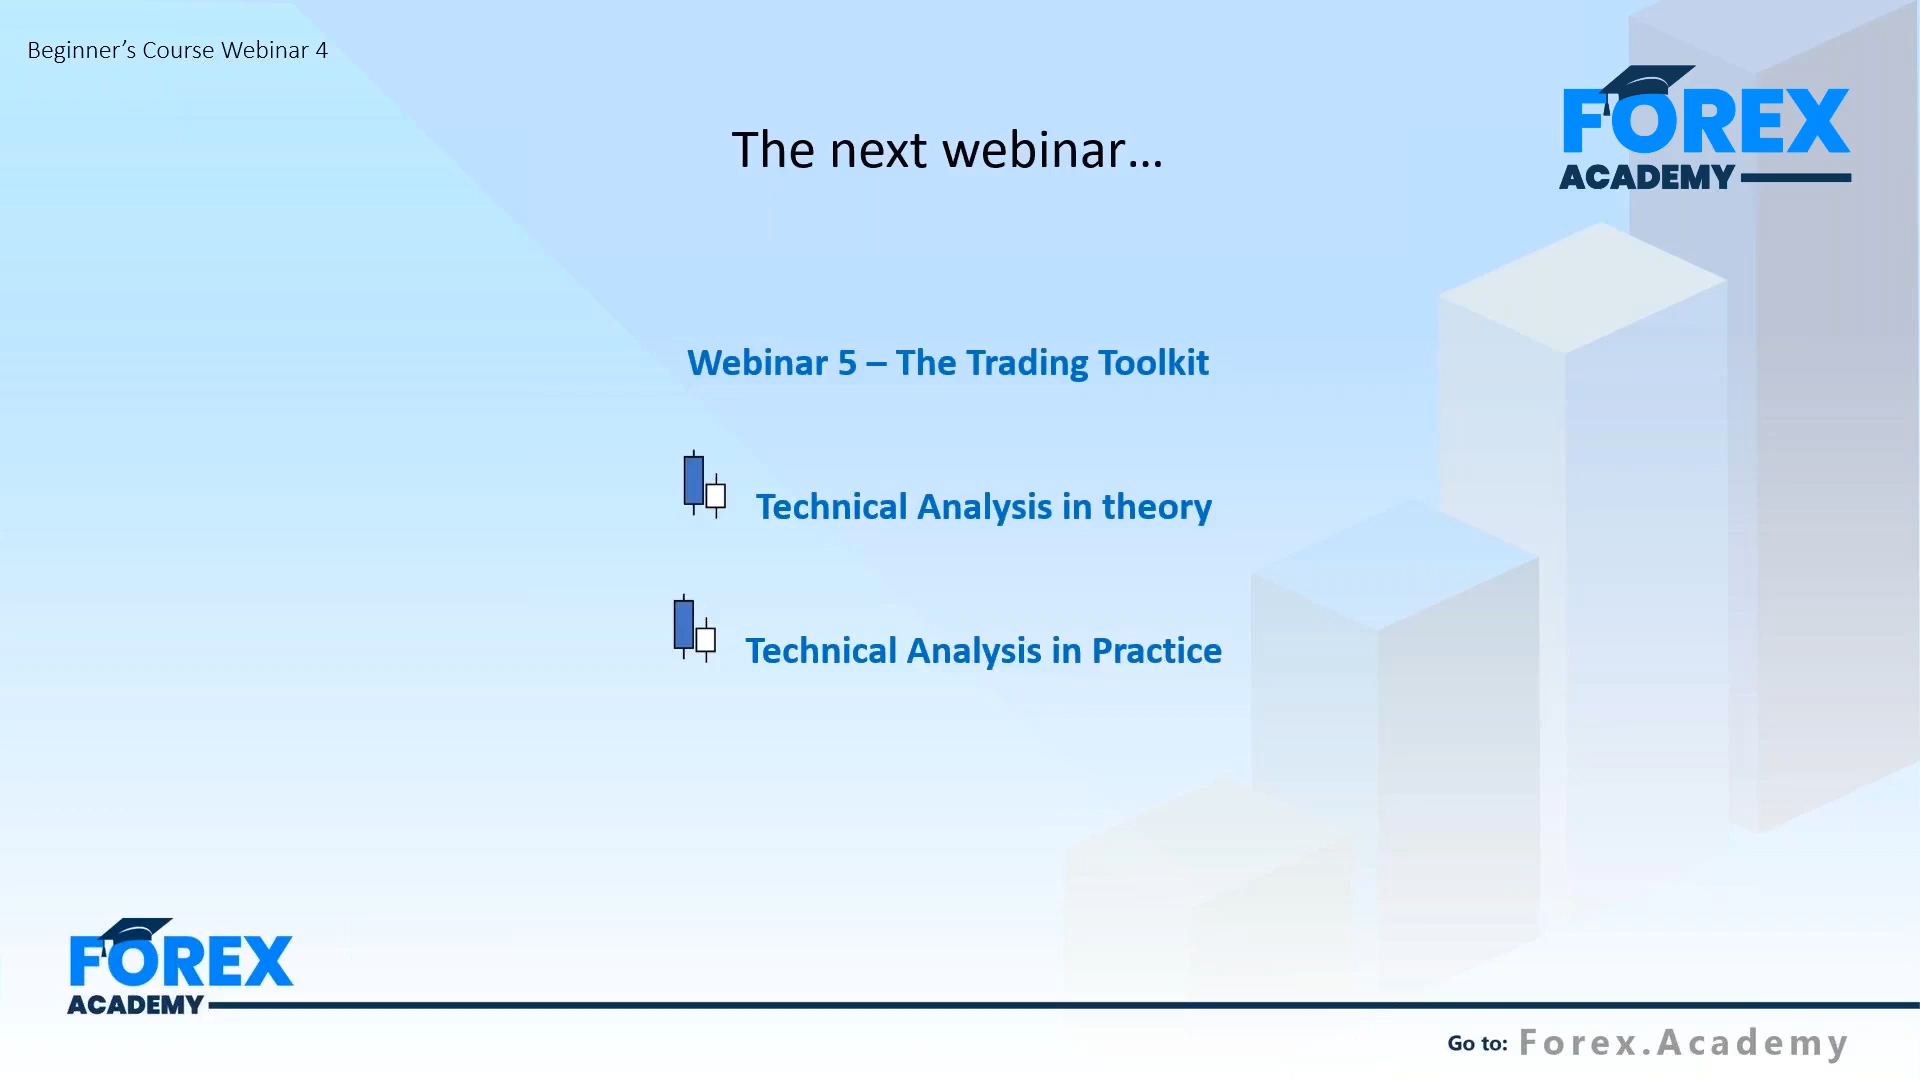 Beginner’s Course Webinar 4
FOREX
ACADEMY
The next webinar…
Webinar 5 – The Trading Toolkit
Technical Analysis in theory
Technical Analysis in Practice
FOREX
ACADEMY
Go to: Forex.Academy